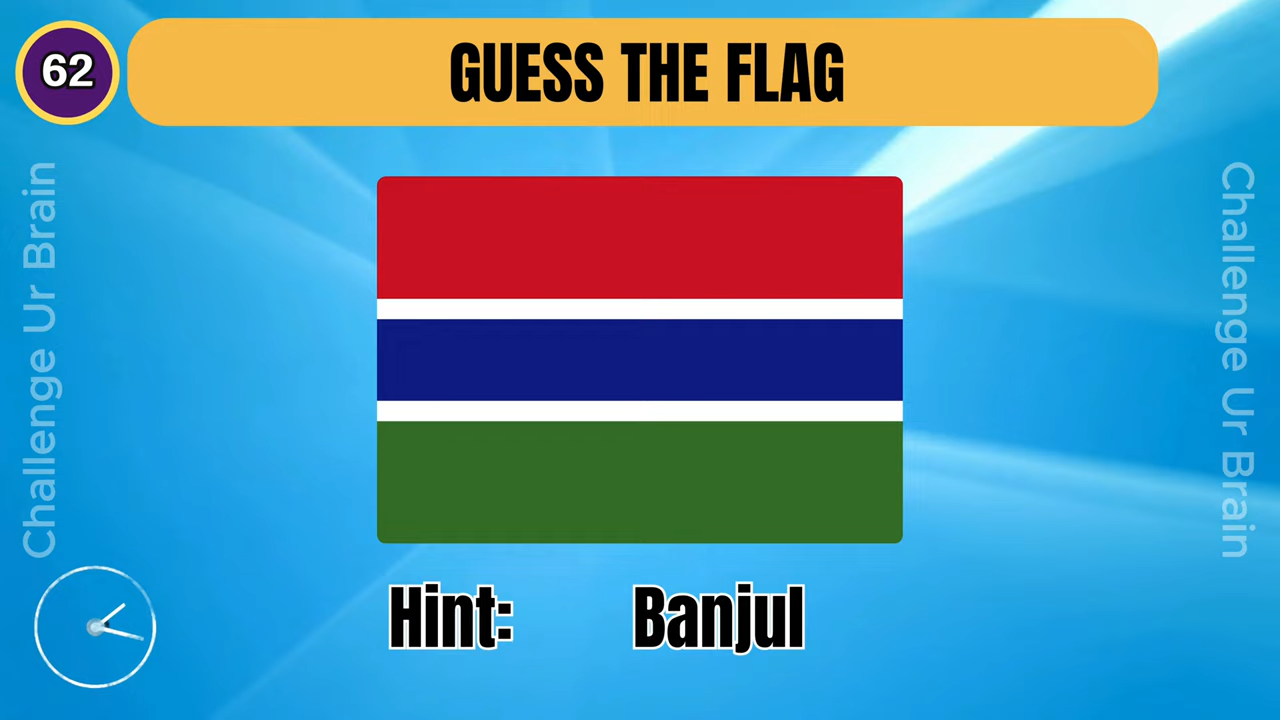 62
GUESS THE FLAG
Challenge Ur Brain
Challenge Ur Brain
Hint: Banjul